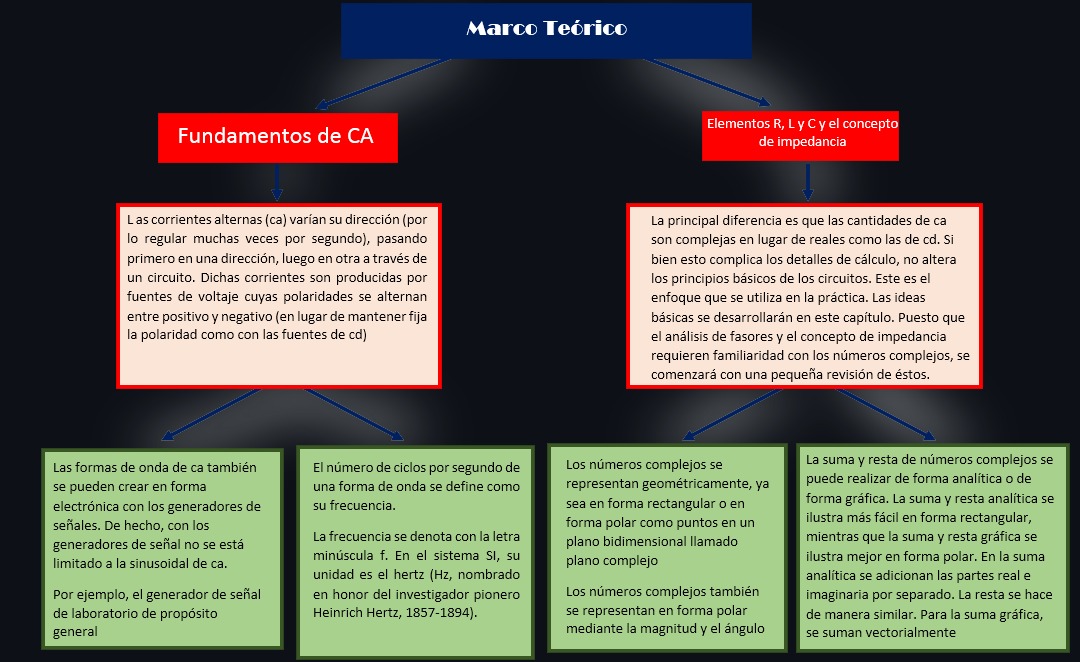 Marco Teórico
Fundamentos de CA
Elementos R, L y C y el concepto
de impedancia
L as corrientes alternas (ca) varían su dirección (por
lo regular muchas veces por segundo), pasando
primero en una dirección, luego en otra a través de
un circuito. Dichas corrientes son producidas por
fuentes de voltaje cuyas polaridades se alternan
entre positivo y negativo (en lugar de mantener fija
la polaridad como con las fuentes de cd)
La principal diferencia es que las cantidades de ca
son complejas en lugar de reales como las de cd. Si
bien esto complica los detalles de cálculo, no altera
los principios básicos de los circuitos. Este es el
enfoque que se utiliza en la práctica. Las ideas
básicas se desarrollarán en este capítulo. Puesto que
el análisis de fasores y el concepto de impedancia
requieren familiaridad con los números complejos, se
comenzará con una pequeña revisión de éstos.
Las formas de onda de ca también
se pueden crear en forma
electrónica con los generadores de
señales. De hecho, con los
generadores de señal no se está
limitado a la sinusoidal de ca.
Por ejemplo, el generador de señal
de laboratorio de propósito
general
El número de ciclos por segundo de
una forma de onda se define como
su frecuencia.
La frecuencia se denota con la letra
minúscula f. En el sistema SI, su
unidad es el hertz (Hz, nombrado
en honor del investigador pionero
Heinrich Hertz, 1857-1894).
Los números complejos se
representan geométricamente, ya
sea en forma rectangular o en
forma polar como puntos en un
plano bidimensional llamado
plano complejo
Los números complejos también
se representan en forma polar
mediante la magnitud y el ángulo
La suma y resta de números complejos se
puede realizar de forma analítica o de
forma gráfica. La suma y resta analítica se
ilustra más fácil en forma rectangular,
mientras que la suma y resta gráfica se
ilustra mejor en forma polar. En la suma
analítica se adicionan las partes real e
imaginaria por separado. La resta se hace
de manera similar. Para la suma gráfica,
se suman vectorialmente